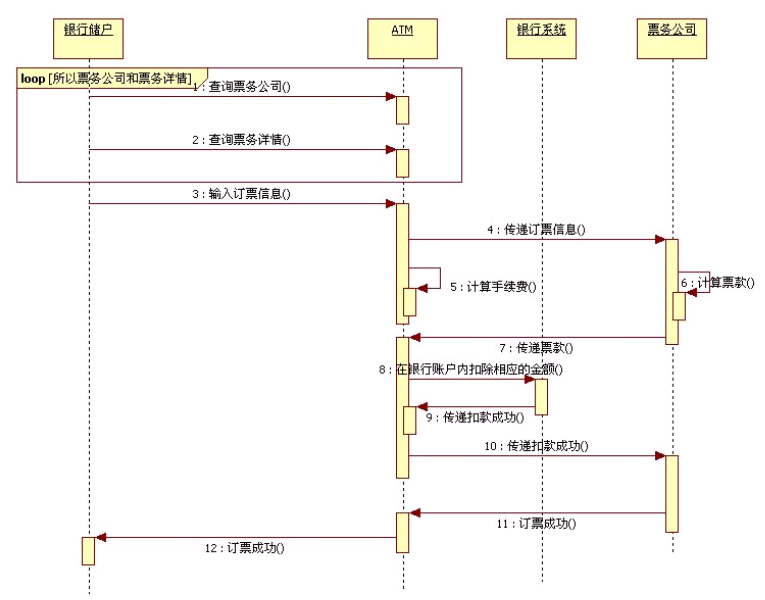 银行储户
ATM
银行系统
票务公司
loop [所以票务公司和票务详情]
1 : 查询票务公司()
2 : 查询票务详情()
3 : 输入订票信息()
4 : 传递订票信息()
5 : 计算手续费()
6 : 计算票款()
7 : 传递票款()
8 : 在银行账户内扣除相应的金额()
9 : 传递扣款成功()
10 : 传递扣款成功()
11 : 订票成功()
12 : 订票成功()